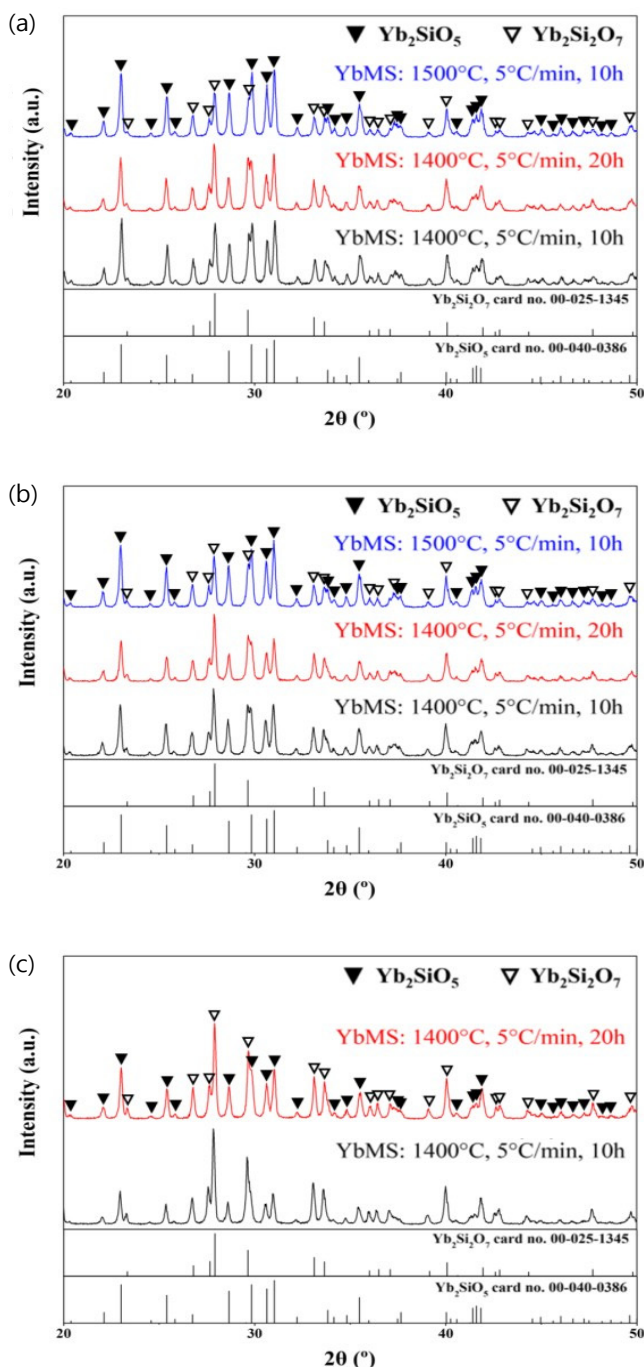 (a)
▼ Yb₂SiO₅ ▽ Yb₂Si₂O₇
YbMS: 1500°C, 5°C/min, 10h
YbMS: 1400°C, 5°C/min, 20h
YbMS: 1400°C, 5°C/min, 10h
Yb₂Si₂O₇ card no. 00-025-1345
Yb₂SiO₅ card no. 00-040-0386
Intensity (a.u.)
20 30 40 50
2θ (°)
(b)
▼ Yb₂SiO₅ ▽ Yb₂Si₂O₇
YbMS: 1500°C, 5°C/min, 10h
YbMS: 1400°C, 5°C/min, 20h
YbMS: 1400°C, 5°C/min, 10h
Yb₂Si₂O₇ card no. 00-025-1345
Yb₂SiO₅ card no. 00-040-0386
Intensity (a.u.)
20 30 40 50
2θ (°)
(c)
▼ Yb₂SiO₅ ▽ Yb₂Si₂O₇
YbMS: 1400°C, 5°C/min, 20h
YbMS: 1400°C, 5°C/min, 10h
Yb₂Si₂O₇ card no. 00-025-1345
Yb₂SiO₅ card no. 00-040-0386
Intensity (a.u.)
20 30 40 50
2θ (°)